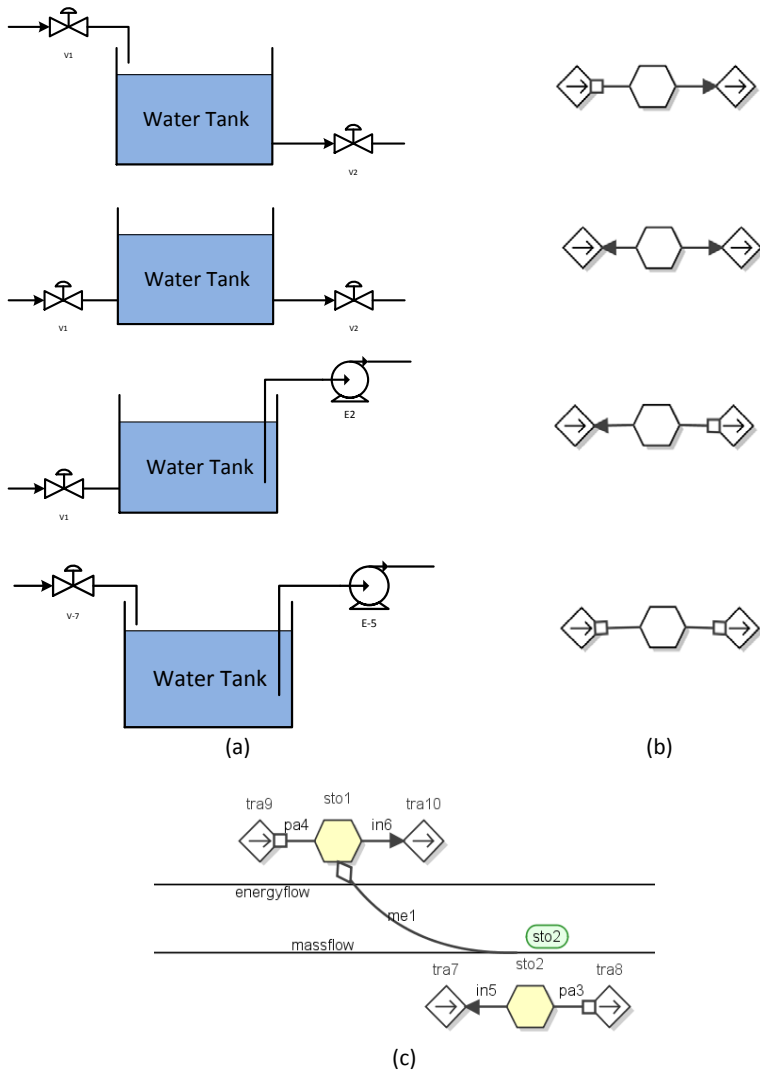 V1
Water Tank
V2
Water Tank
V1
V2
E2
Water Tank
V1
V-7
E-5
Water Tank
(a)
(b)
tra9
sto1
tra10
pa4
in6
energyflow
me1
massflow
sto2
tra7
sto2
tra8
in5
pa3
(c)